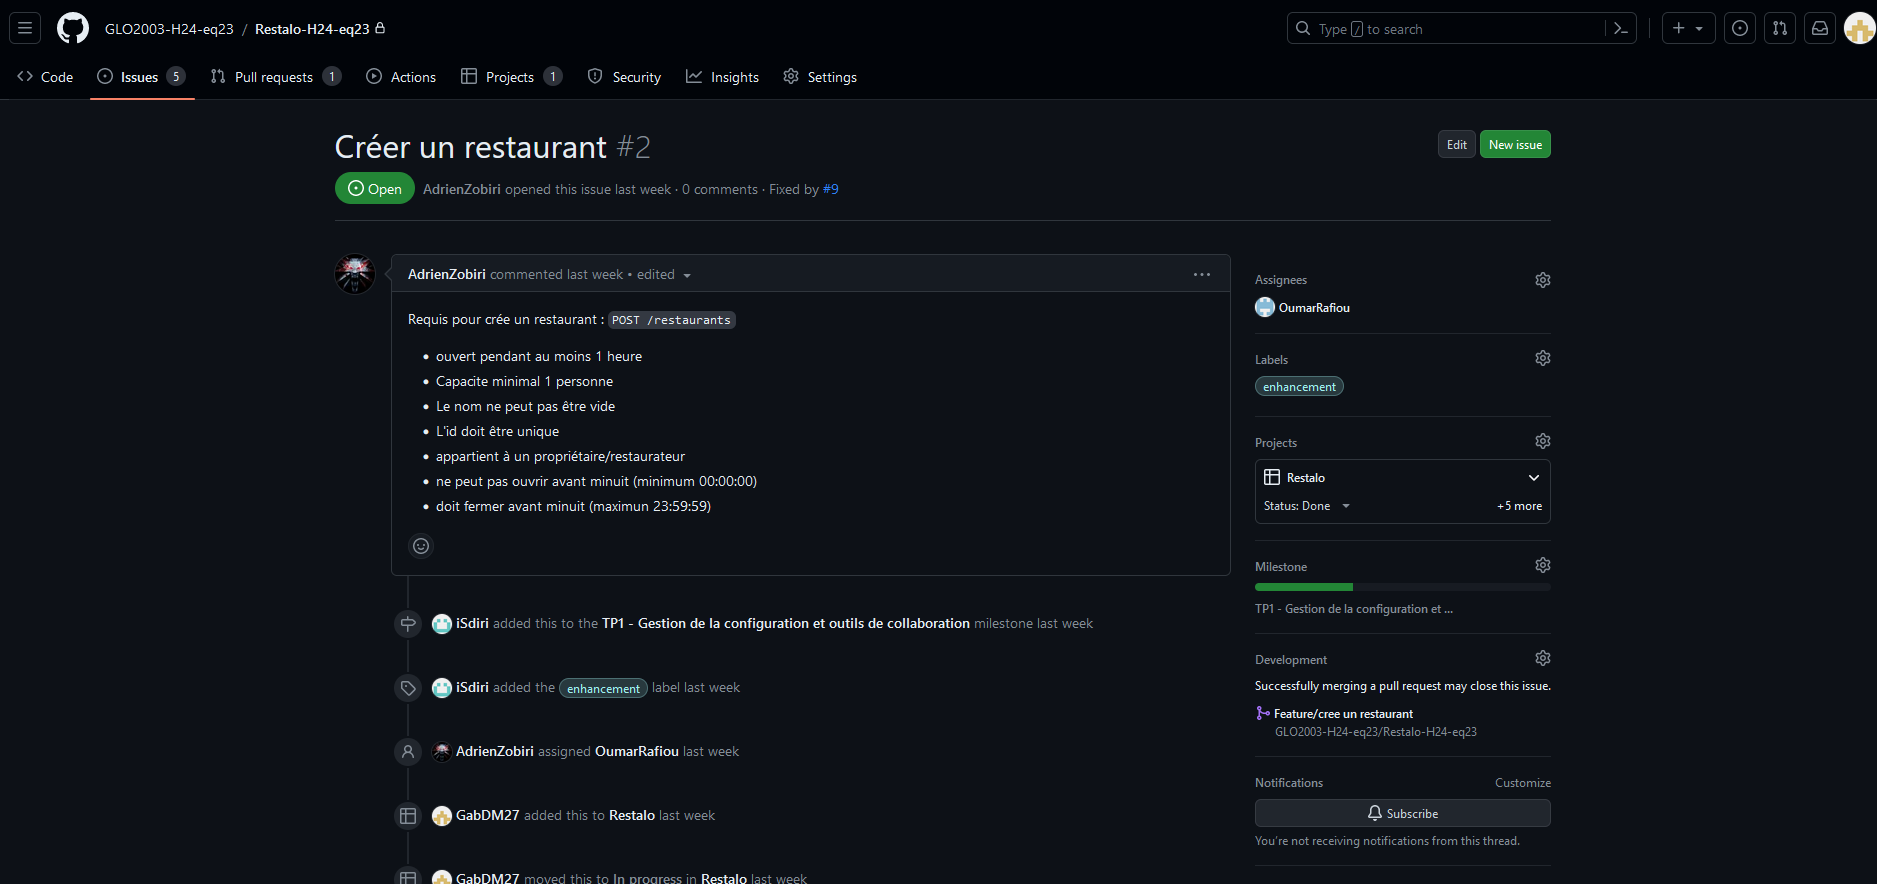 GLO2003-H24-eq23 / Restalo-H24-eq23
Type / to search
Code
Issues 5
Pull requests 1
Actions
Projects 1
Security
Insights
Settings
Créer un restaurant #2
Edit
New issue
Open
AdrienZobiri opened this issue last week · 0 comments · Fixed by #9
AdrienZobiri commented last week • edited
Requis pour crée un restaurant : POST /restaurants
• ouvert pendant au moins 1 heure
• Capacite minimal 1 personne
• Le nom ne peut pas être vide
• L'id doit être unique
• appartient à un propriétaire/restaurateur
• ne peut pas ouvrir avant minuit (minimum 00:00:00)
• doit fermer avant minuit (maximun 23:59:59)
iSdiri added this to the TP1 - Gestion de la configuration et outils de collaboration milestone last week
iSdiri added the enhancement label last week
AdrienZobiri assigned OumarRafiou last week
GabDM27 added this to Restalo last week
GabDM27 moved this to In progress in Restalo last week
Assignees
OumarRafiou
Labels
enhancement
Projects
Restalo
Status: Done
+5 more
Milestone
TP1 - Gestion de la configuration et ...
Development
Successfully merging a pull request may close this issue.
Feature/cree un restaurant
GLO2003-H24-eq23/Restalo-H24-eq23
Notifications
Customize
Subscribe
You're not receiving notifications from this thread.